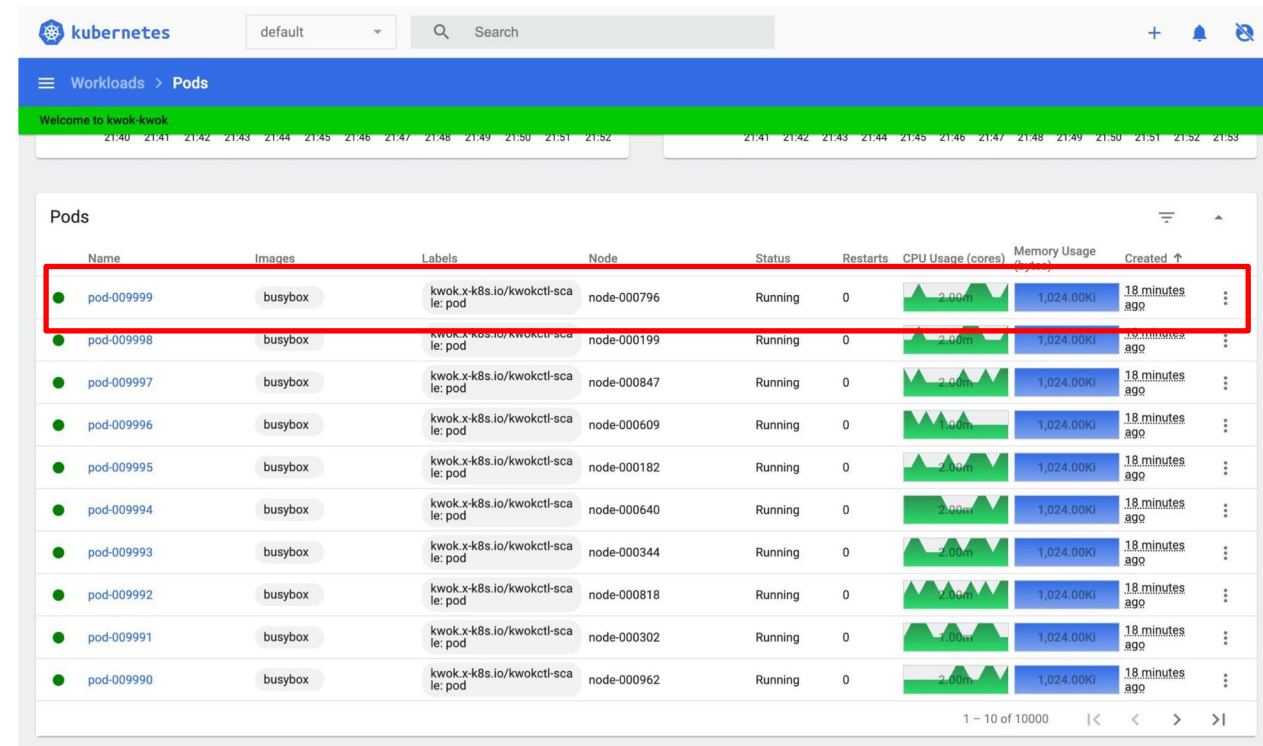 kubernetes default Search
Workloads > Pods
Welcome to kwok-kwok
21:40 21:41 21:42 21:43 21:44 21:45 21:46 21:47 21:48 21:49 21:50 21:51 21:52
21:41 21:42 21:43 21:44 21:45 21:46 21:47 21:48 21:49 21:50 21:51 21:52 21:53
Pods
Name Images Labels Node Status Restarts CPU Usage (cores) Memory Usage (bytes) Created
pod-009999 busybox kwok.x-k8s.io/kwokctl-sca
le: pod node-000796 Running 0 2.00m 1,024.00Ki 18 minutes
ago
pod-009998 busybox kwok.x-k8s.io/kwokctl-sca
le: pod node-000199 Running 0 2.00m 1,024.00Ki 18 minutes
ago
pod-009997 busybox kwok.x-k8s.io/kwokctl-sca
le: pod node-000847 Running 0 2.00m 1,024.00Ki 18 minutes
ago
pod-009996 busybox kwok.x-k8s.io/kwokctl-sca
le: pod node-000609 Running 0 1.00m 1,024.00Ki 18 minutes
ago
pod-009995 busybox kwok.x-k8s.io/kwokctl-sca
le: pod node-000182 Running 0 2.00m 1,024.00Ki 18 minutes
ago
pod-009994 busybox kwok.x-k8s.io/kwokctl-sca
le: pod node-000640 Running 0 2.00m 1,024.00Ki 18 minutes
ago
pod-009993 busybox kwok.x-k8s.io/kwokctl-sca
le: pod node-000344 Running 0 2.00m 1,024.00Ki 18 minutes
ago
pod-009992 busybox kwok.x-k8s.io/kwokctl-sca
le: pod node-000818 Running 0 2.00m 1,024.00Ki 18 minutes
ago
pod-009991 busybox kwok.x-k8s.io/kwokctl-sca
le: pod node-000302 Running 0 1.00m 1,024.00Ki 18 minutes
ago
pod-009990 busybox kwok.x-k8s.io/kwokctl-sca
le: pod node-000962 Running 0 2.00m 1,024.00Ki 18 minutes
ago
1 – 10 of 10000